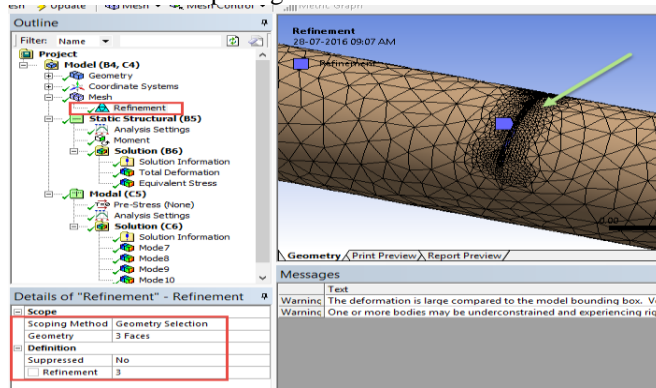 Update
Mesh
Mesh Control
Metric Graph
Outline
Filter: Name
Project
Model (B4, C4)
Geometry
Coordinate Systems
Mesh
Refinement
Static Structural (B5)
Analysis Settings
Moment
Solution (B6)
Solution Information
Total Deformation
Equivalent Stress
Modal (C5)
Pre-Stress (None)
Analysis Settings
Solution (C6)
Solution Information
Mode7
Mode8
Mode9
Mode10
Details of "Refinement" - Refinement
Scope
Scoping Method Geometry Selection
Geometry 3 Faces
Definition
Suppressed No
Refinement 3
Refinement
28-07-2016 09:07 AM
Refinement
0.00
Geometry Print Preview Report Preview
Messages
Text
Warning The deformation is large compared to the model bounding box.
Warning One or more bodies may be underconstrained and experiencing